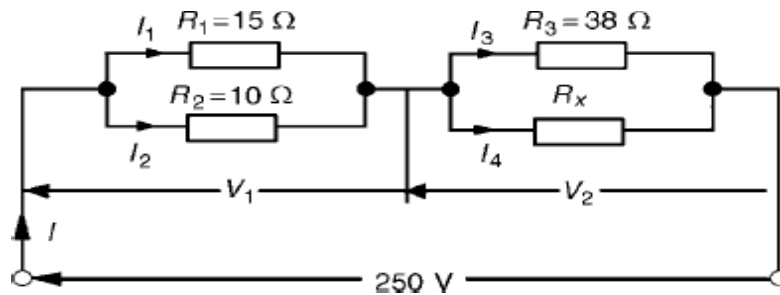 I₁ R₁=15 Ω
I₃ R₃=38 Ω
R₂=10 Ω
Rₓ
I₂
I₄
V₁
V₂
I
250 V